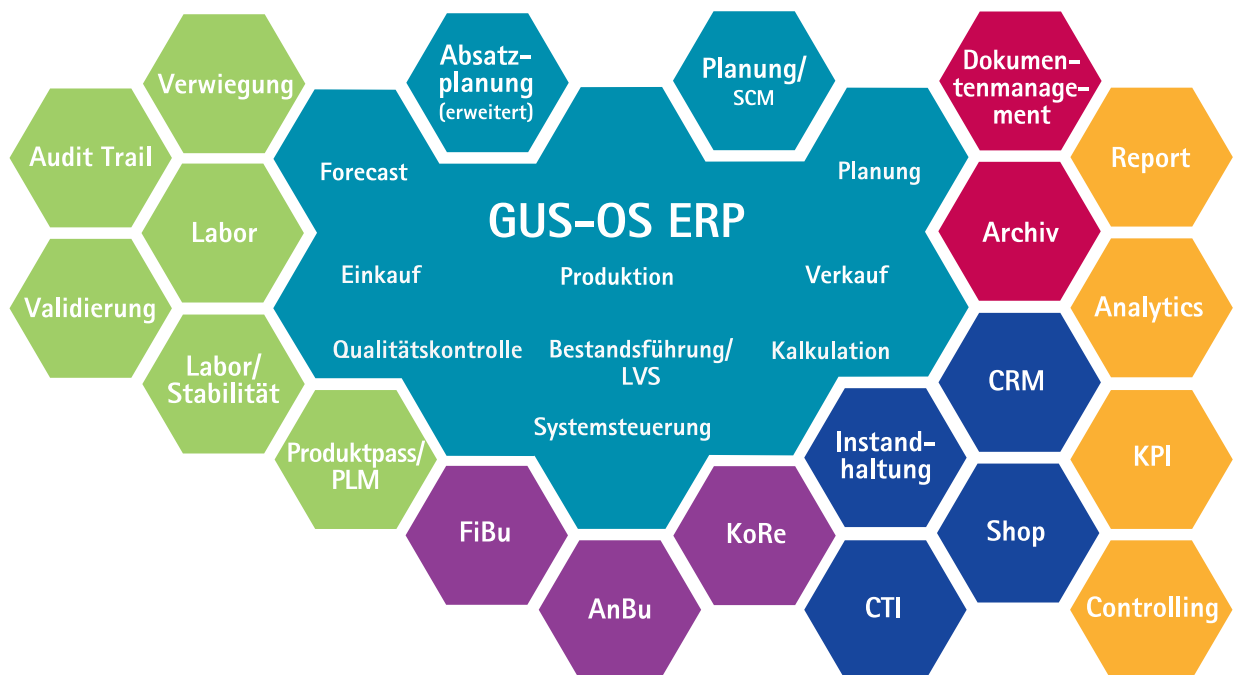 Absatz-
planung
(erweitert)
Planung/
SCM
Dokumen-
tenmanage-
ment
Verwiegung
Audit Trail
Report
Forecast
Planung
GUS-OS ERP
Labor
Archiv
Einkauf
Produktion
Verkauf
Validierung
Analytics
Qualitätskontrolle
Bestandsführung/
LVS
Kalkulation
Labor/
Stabilität
CRM
Systemsteuerung
Produktpass/
PLM
Instand-
haltung
KPI
FiBu
KoRe
Shop
AnBu
CTI
Controlling